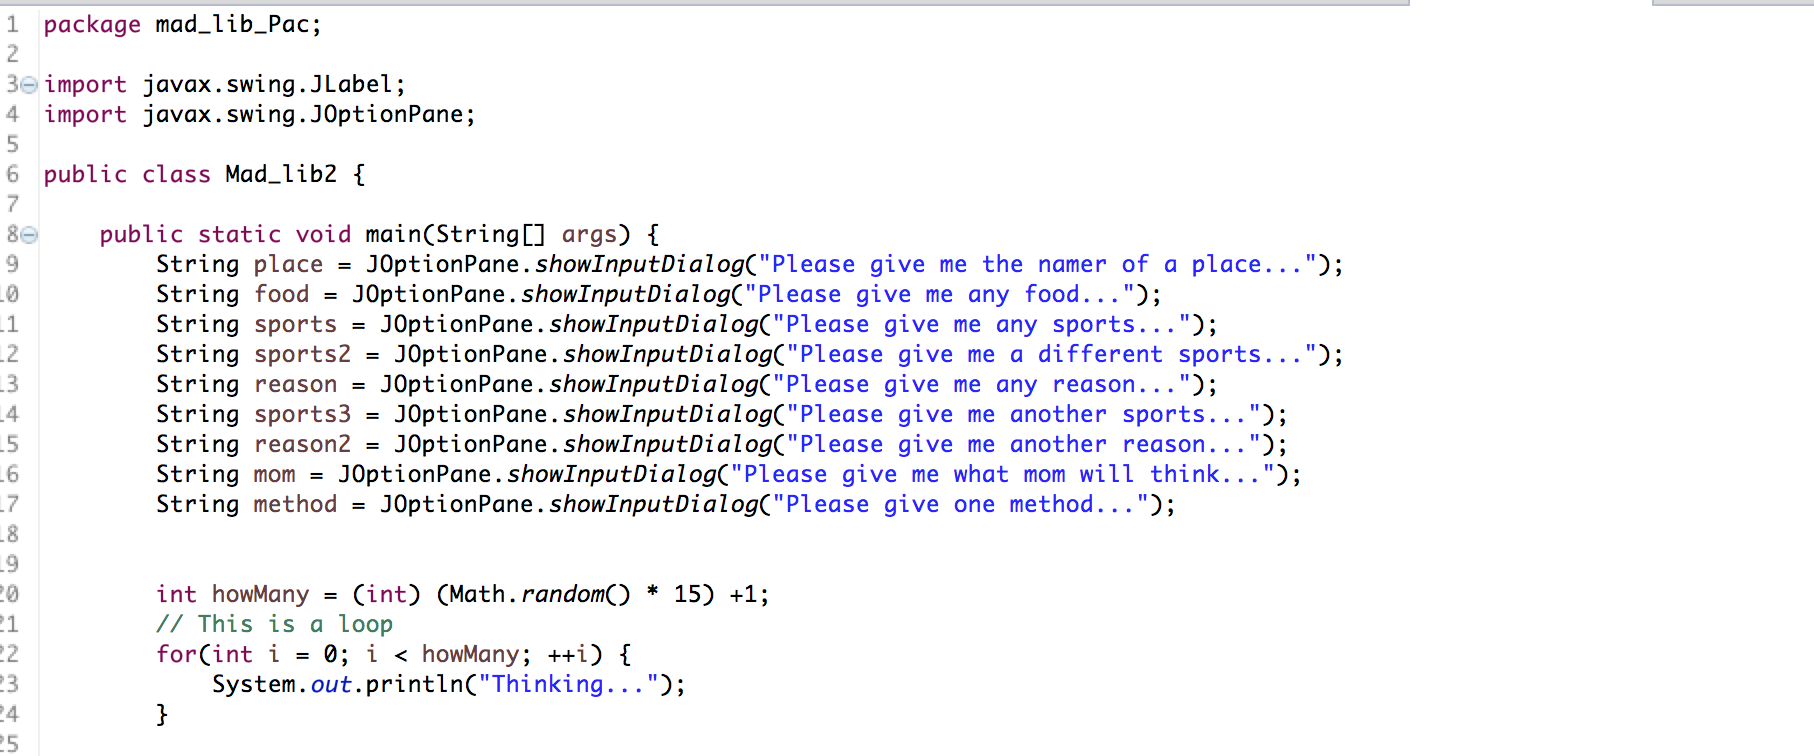 1 package mad_lib_Pac;
2
3 import javax.swing.JLabel;
4 import javax.swing.JOptionPane;
5
6 public class Mad_lib2 {
7
8 public static void main(String[] args) {
9 String place = JOptionPane.showInputDialog("Please give me the namer of a place...");
10 String food = JOptionPane.showInputDialog("Please give me any food...");
11 String sports = JOptionPane.showInputDialog("Please give me any sports...");
12 String sports2 = JOptionPane.showInputDialog("Please give me a different sports...");
13 String reason = JOptionPane.showInputDialog("Please give me any reason...");
14 String sports3 = JOptionPane.showInputDialog("Please give me another sports...");
15 String reason2 = JOptionPane.showInputDialog("Please give me another reason...");
16 String mom = JOptionPane.showInputDialog("Please give me what mom will think...");
17 String method = JOptionPane.showInputDialog("Please give one method...");
18
19
20 int howMany = (int) (Math.random() * 15) +1;
21 // This is a loop
22 for(int i = 0; i < howMany; ++i) {
23 System.out.println("Thinking...");
24 }
25